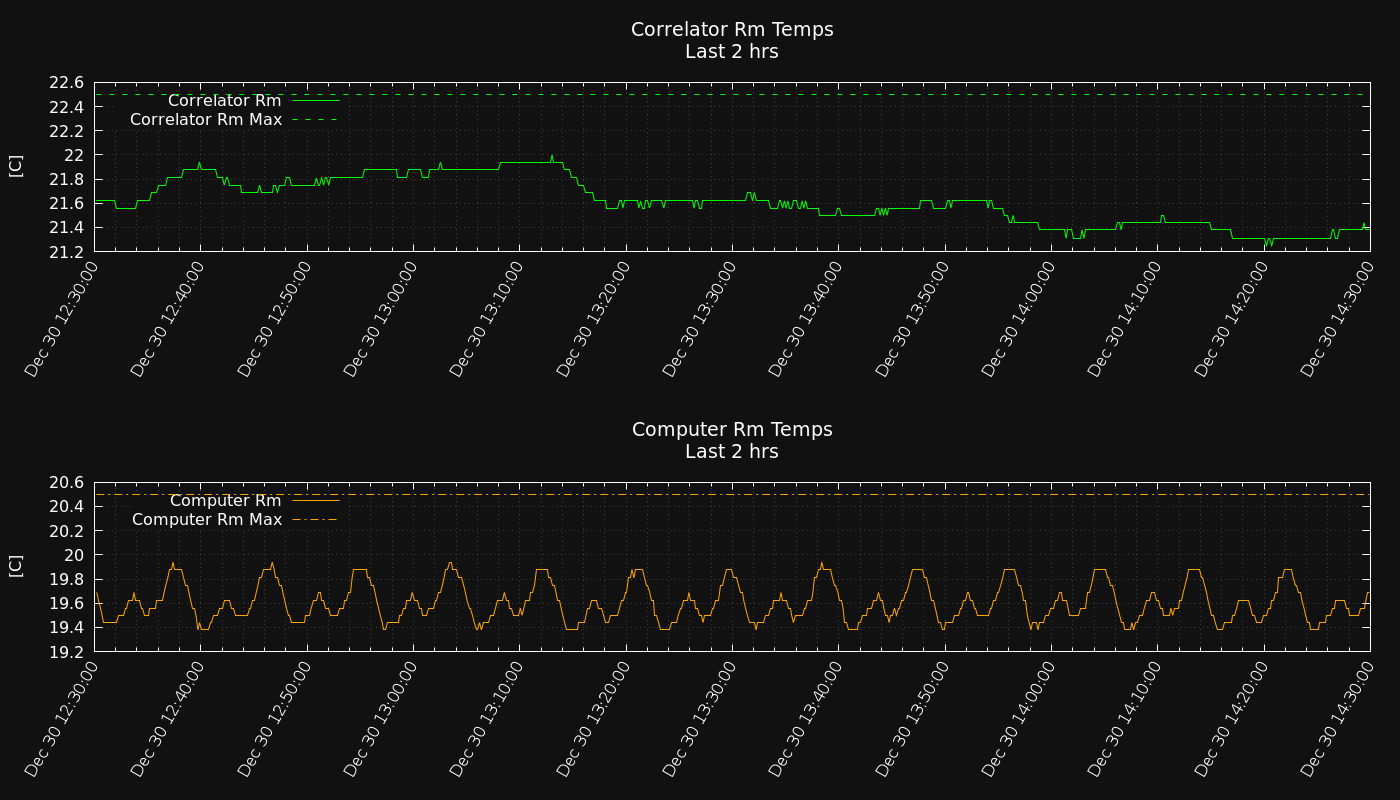 Correlator Rm Temps
Last 2 hrs
[C]
22.6
22.4
22.2
22
21.8
21.6
21.4
21.2
Correlator Rm
Correlator Rm Max
Dec 30 12:30:00
Dec 30 12:40:00
Dec 30 12:50:00
Dec 30 13:00:00
Dec 30 13:10:00
Dec 30 13:20:00
Dec 30 13:30:00
Dec 30 13:40:00
Dec 30 13:50:00
Dec 30 14:00:00
Dec 30 14:10:00
Dec 30 14:20:00
Dec 30 14:30:00
Computer Rm Temps
Last 2 hrs
[C]
20.6
20.4
20.2
20
19.8
19.6
19.4
19.2
Computer Rm
Computer Rm Max
Dec 30 12:30:00
Dec 30 12:40:00
Dec 30 12:50:00
Dec 30 13:00:00
Dec 30 13:10:00
Dec 30 13:20:00
Dec 30 13:30:00
Dec 30 13:40:00
Dec 30 13:50:00
Dec 30 14:00:00
Dec 30 14:10:00
Dec 30 14:20:00
Dec 30 14:30:00